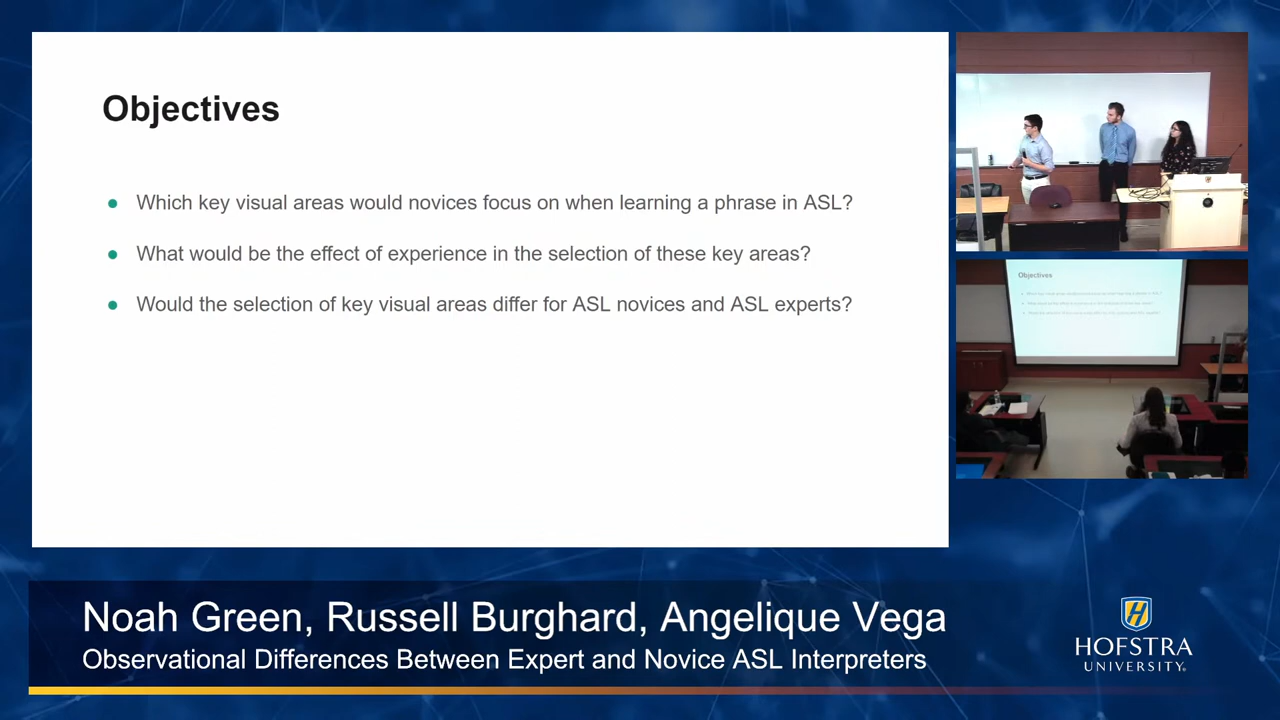 Objectives
Which key visual areas would novices focus on when learning a phrase in ASL?
What would be the effect of experience in the selection of these key areas?
Would the selection of key visual areas differ for ASL novices and ASL experts?
Objectives
Noah Green, Russell Burghard, Angelique Vega
Observational Differences Between Expert and Novice ASL Interpreters
H
HOFSTRA
UNIVERSITY®